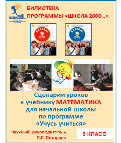 БИБЛИОТЕКА
ПРОГРАММЫ «ШКОЛА 2000...»
Сценарии уроков
к учебнику МАТЕМАТИКА
для начальной школы
по программе
«Учусь учиться»
Научный руководитель –
Л.Г. Петерсон
КЛАСС